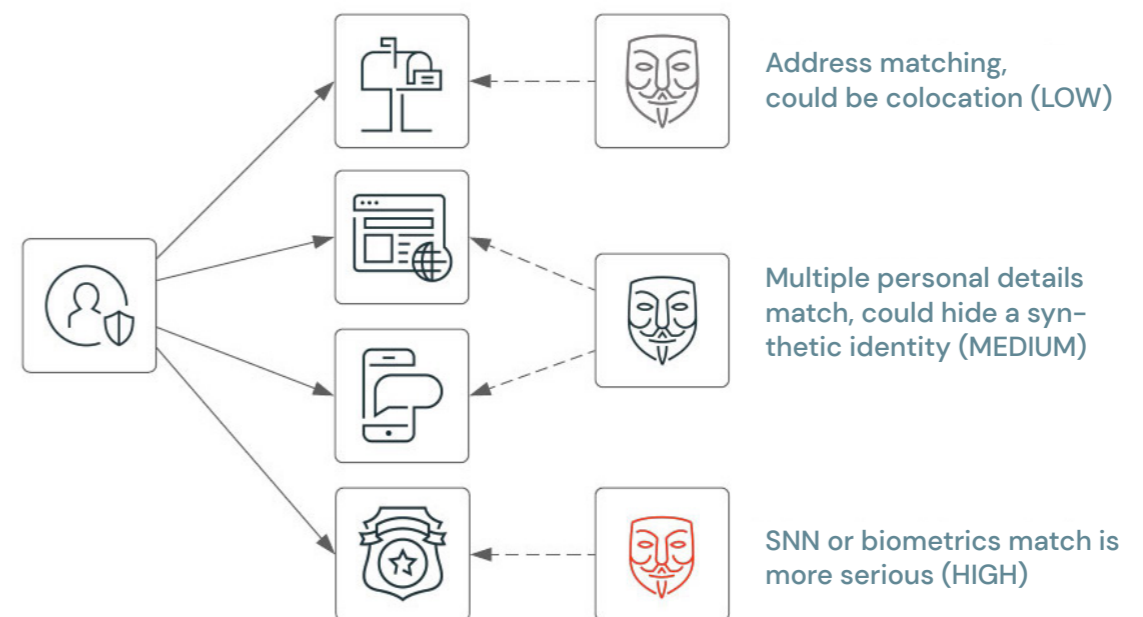 Address matching,
could be colocation (LOW)
Multiple personal details
match, could hide a syn-
thetic identity (MEDIUM)
SNN or biometrics match is
more serious (HIGH)